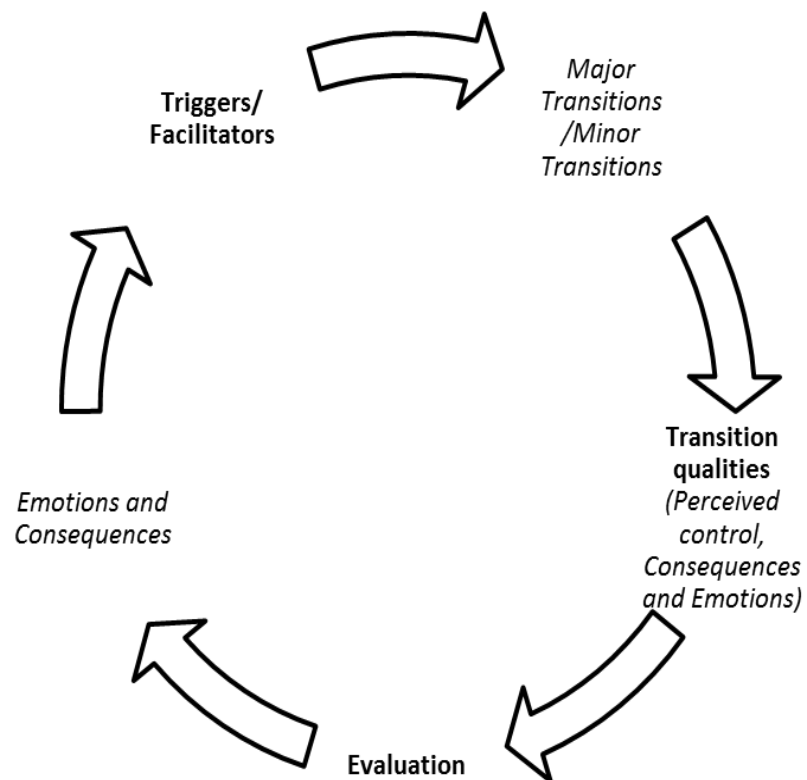 Triggers/
Facilitators
Major
Transitions
/Minor
Transitions
Transition
qualities
(Perceived
control,
Consequences
and Emotions)
Evaluation
Emotions and
Consequences